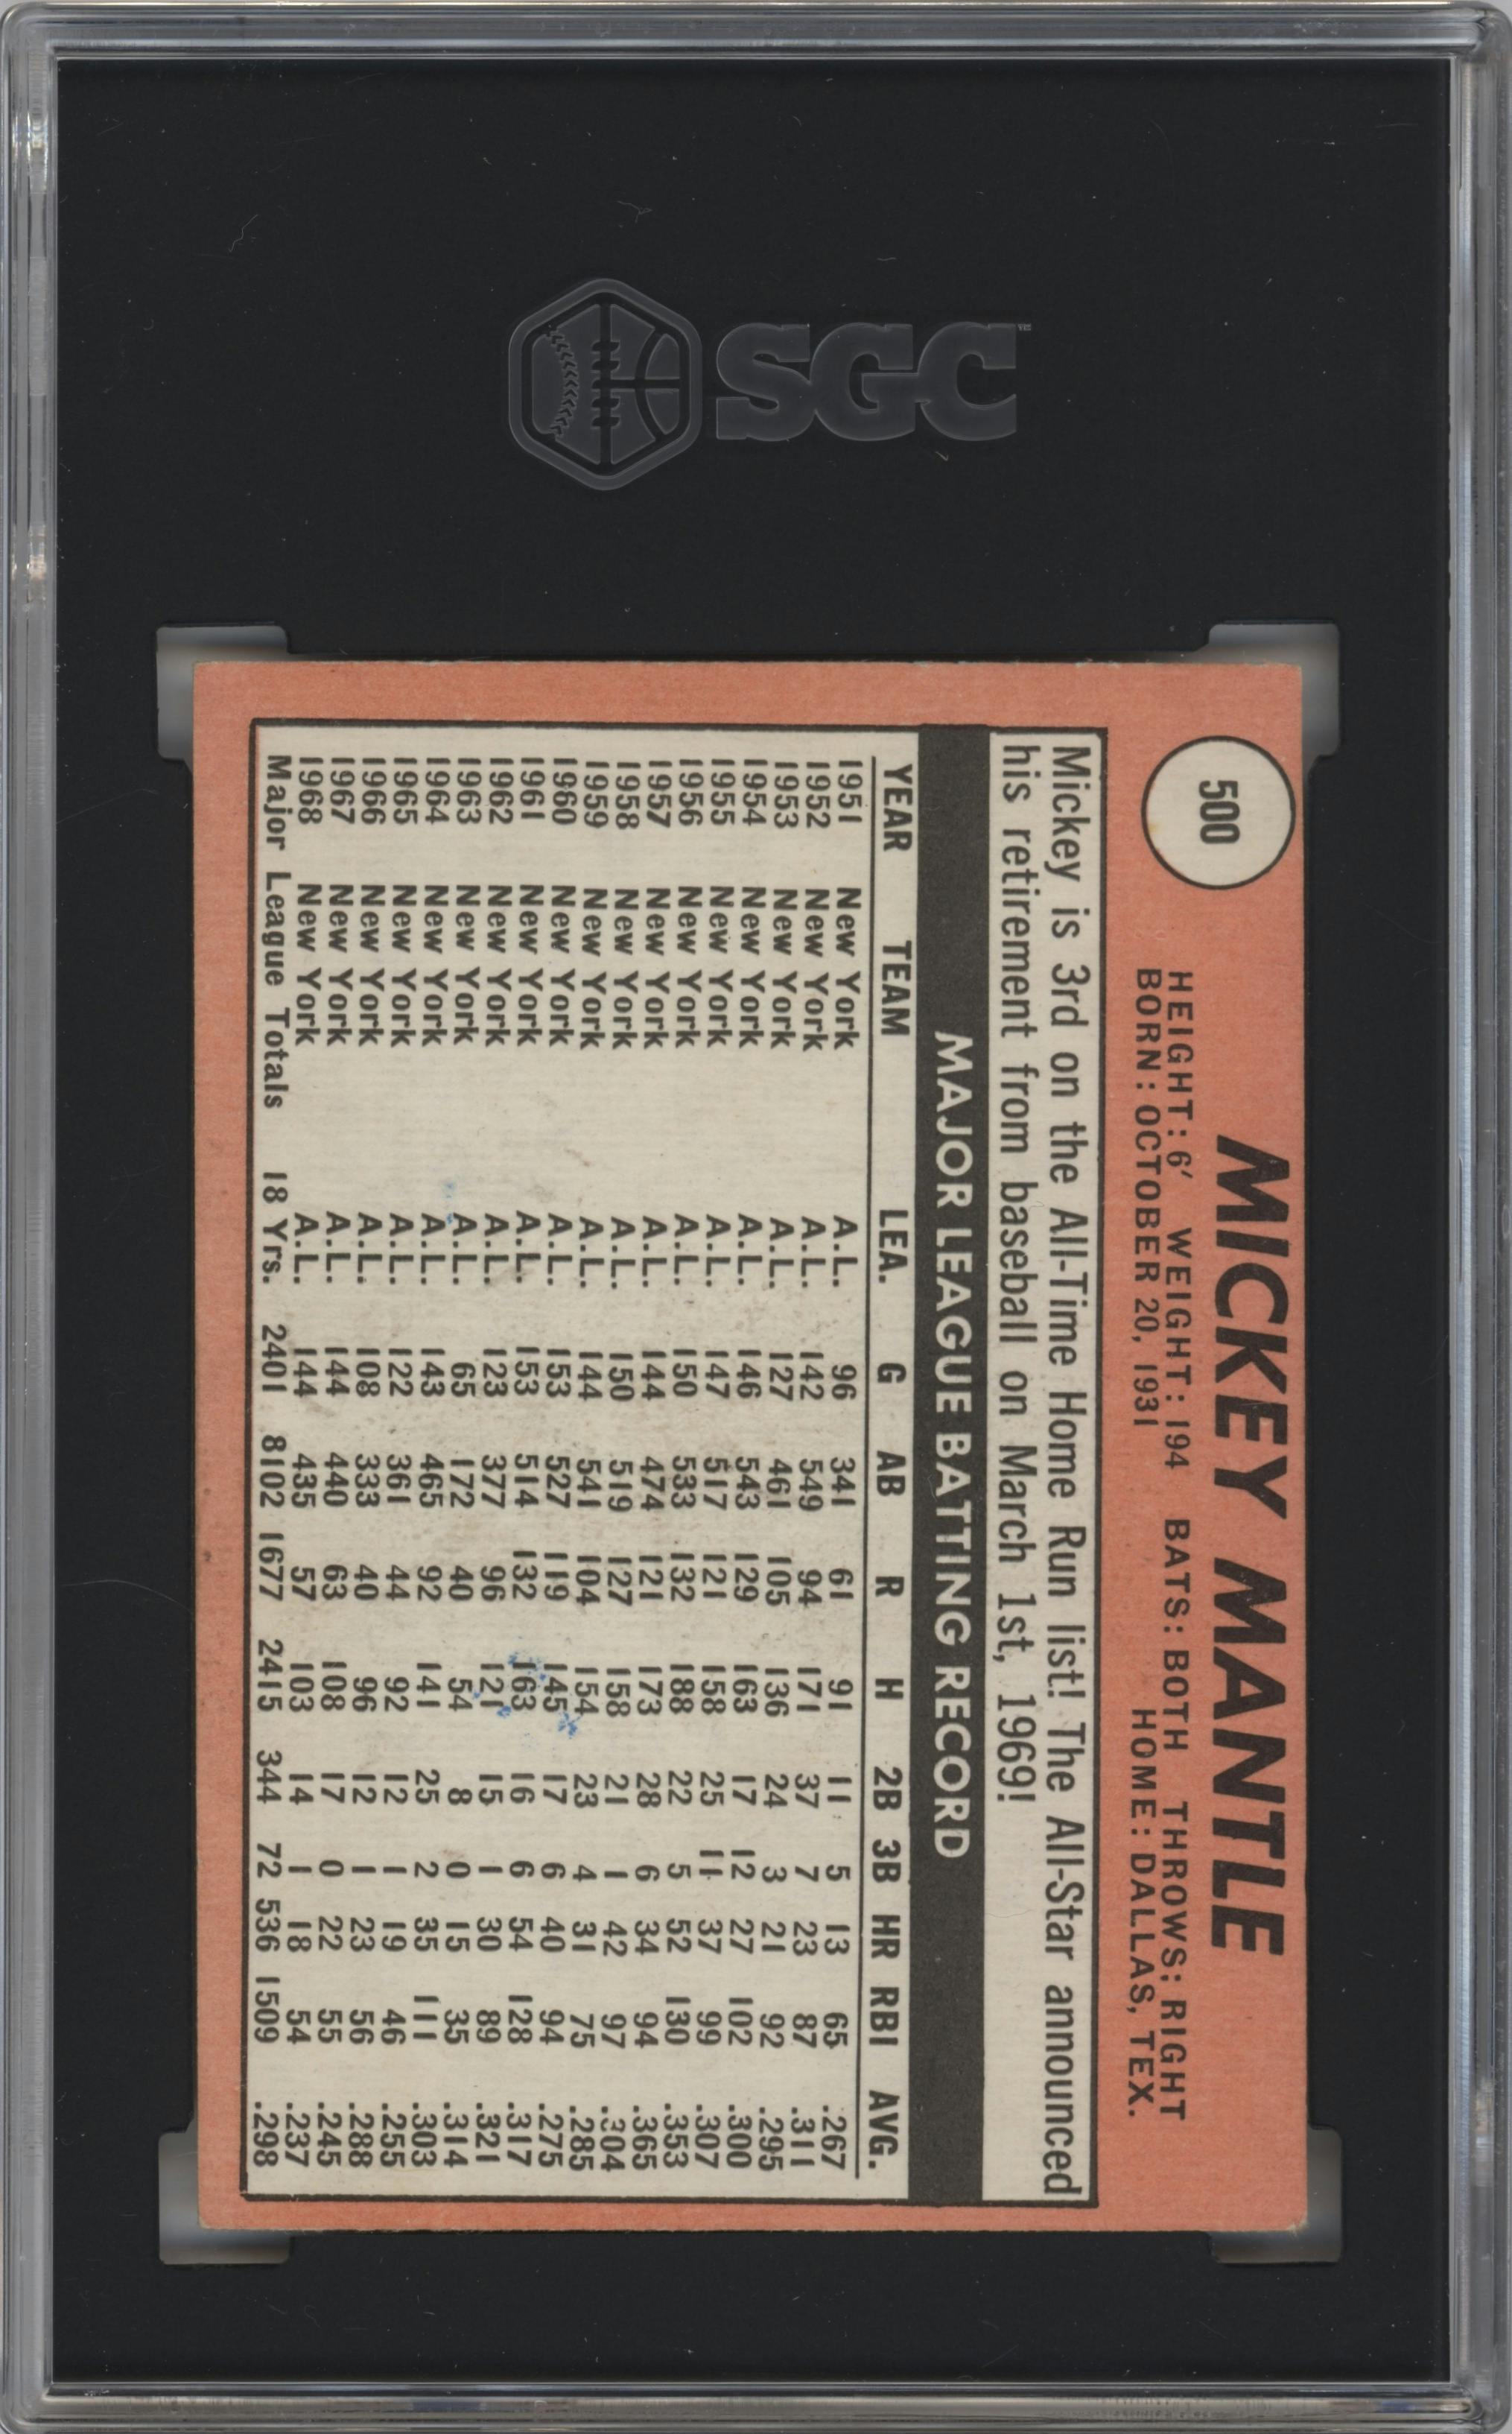 SGC
500
MICKEY MANTLE
HEIGHT: 6' WEIGHT: 194 BATS: BOTH THROWS: RIGHT
BORN: OCTOBER 20, 1931 HOME: DALLAS, TEX.
Mickey is 3rd on the All-Time Home Run list! The All-Star announced
his retirement from baseball on March 1st, 1969!
MAJOR LEAGUE BATTING RECORD
YEAR TEAM LEA. G AB R H 2B 3B HR RBI AVG.
1951 New York A.L. 96 341 61 91 11 5 13 65 .267
1952 New York A.L. 142 549 94 171 37 7 23 87 .311
1953 New York A.L. 127 461 105 136 24 3 21 92 .295
1954 New York A.L. 146 543 129 163 17 12 27 102 .300
1955 New York A.L. 147 517 121 158 25 11 37 99 .307
1956 New York A.L. 150 533 132 188 22 5 52 130 .353
1957 New York A.L. 144 474 121 173 28 6 34 94 .365
1958 New York A.L. 150 519 127 158 21 1 42 97 .304
1959 New York A.L. 144 541 104 154 23 4 31 75 .285
1960 New York A.L. 153 527 119 145 17 6 40 94 .275
1961 New York A.L. 153 514 132 163 16 6 54 128 .317
1962 New York A.L. 123 377 96 121 15 1 30 89 .321
1963 New York A.L. 65 172 40 54 8 0 15 35 .314
1964 New York A.L. 143 465 92 141 25 2 35 111 .303
1965 New York A.L. 122 361 44 92 12 1 19 46 .255
1966 New York A.L. 108 333 40 96 12 1 23 56 .288
1967 New York A.L. 144 440 63 108 17 0 22 55 .245
1968 New York A.L. 144 435 57 103 14 1 18 54 .237
Major League Totals 18 Yrs. 2401 8102 1677 2415 344 72 536 1509 .298